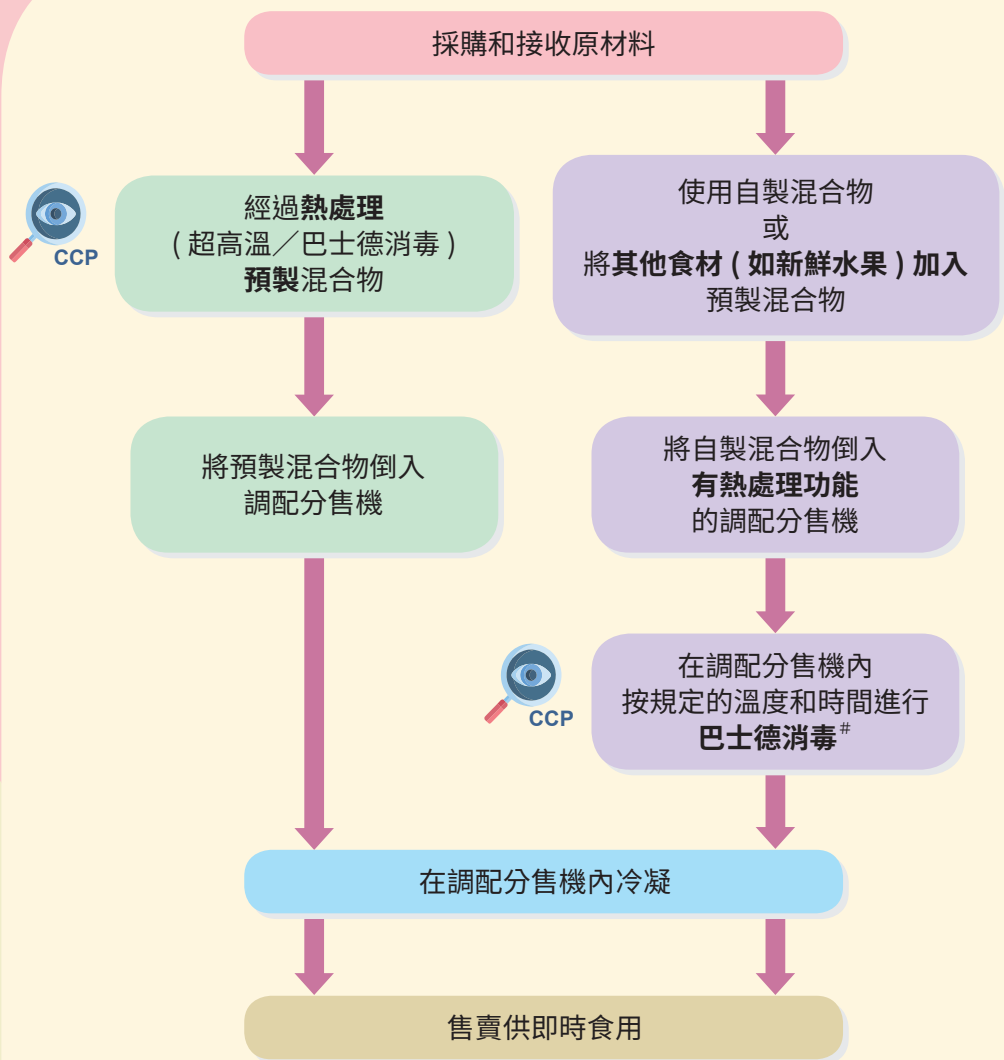 採購和接收原材料
經過熱處理
( 超高溫／巴士德消毒 )
預製混合物
CCP
使用自製混合物
或
將其他食材 ( 如新鮮水果 ) 加入
預製混合物
將預製混合物倒入
調配分售機
將自製混合物倒入
有熱處理功能
的調配分售機
在調配分售機內
按規定的溫度和時間進行
巴士德消毒#
CCP
在調配分售機內冷凝
售賣供即時食用